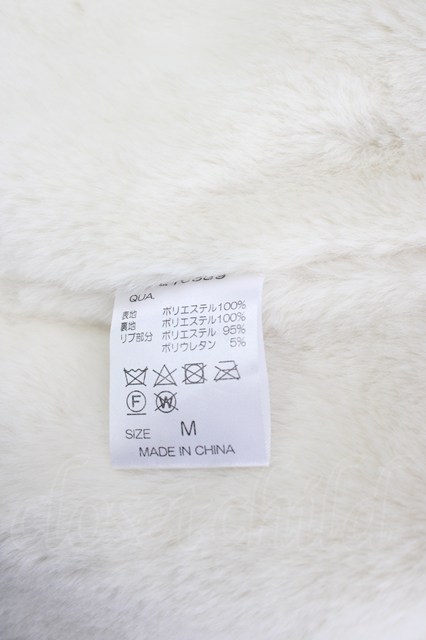 QUA.
表地 ポリエステル100%
裏地 ポリエステル100%
リブ部分 ポリエステル 95%
ポリウレタン 5%
F W
SIZE M
MADE IN CHINA
closet child